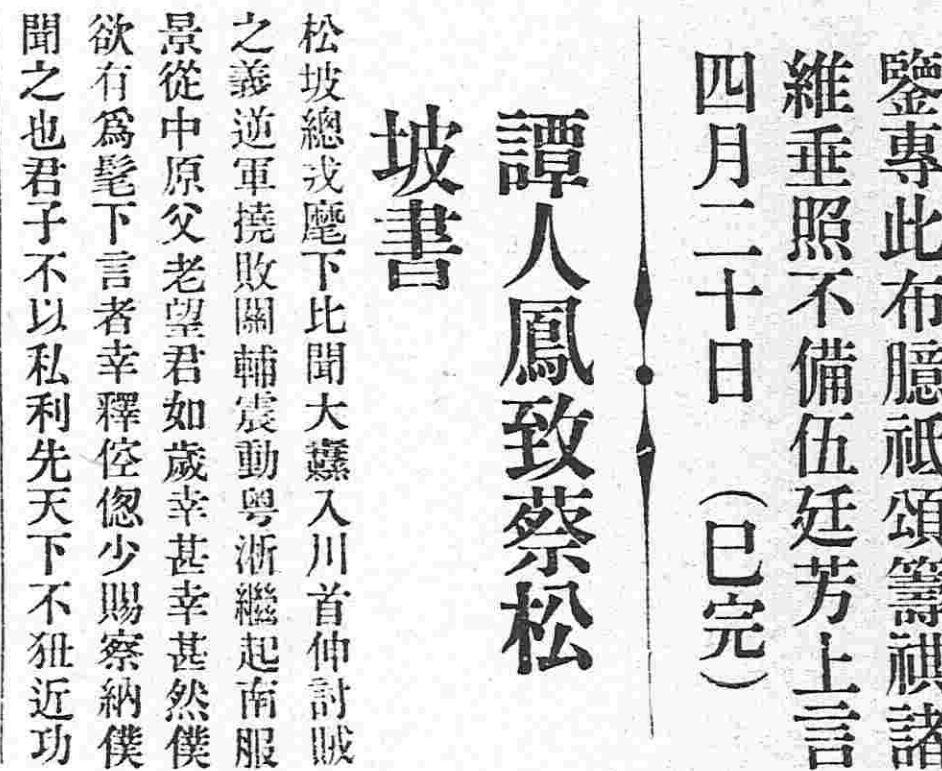 鑒專此布臆祗頌籌祺諸
維垂照不備伍廷芳上言
四月二十日　（已完）
譚人鳳致蔡松
坡書
松坡總戎麾下比聞大纛入川首伸討賊
之義逆軍撓敗關輔震動粤浙繼起南服
景從中原父老望君如歲幸甚幸甚然僕
欲有爲髦下言者幸釋倥傯少賜察納僕
聞之也君子不以私利先天下不狃近功